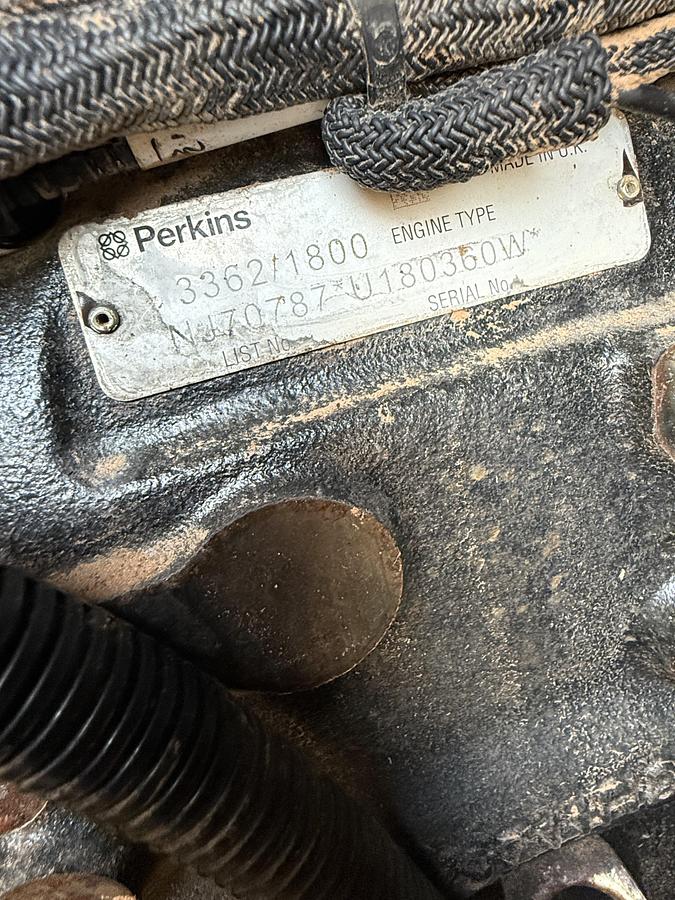 MADE IN U.K.
Perkins
3362/1800 ENGINE TYPE
NJ70787*U180360W*
LIST No. SERIAL No.